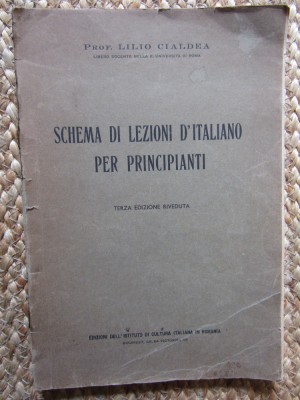 PROF. LILIO CIALDEA
LIBERO DOCENTE NELLA R. UNIVERSITÀ DI ROMA
SCHEMA DI LEZIONI D'ITALIANO
PER PRINCIPIANTI
TERZA EDIZIONE RIVEDUTA
EDIZIONI DELL'ISTITUTO DI CULTURA ITALIANA IN ROMANIA